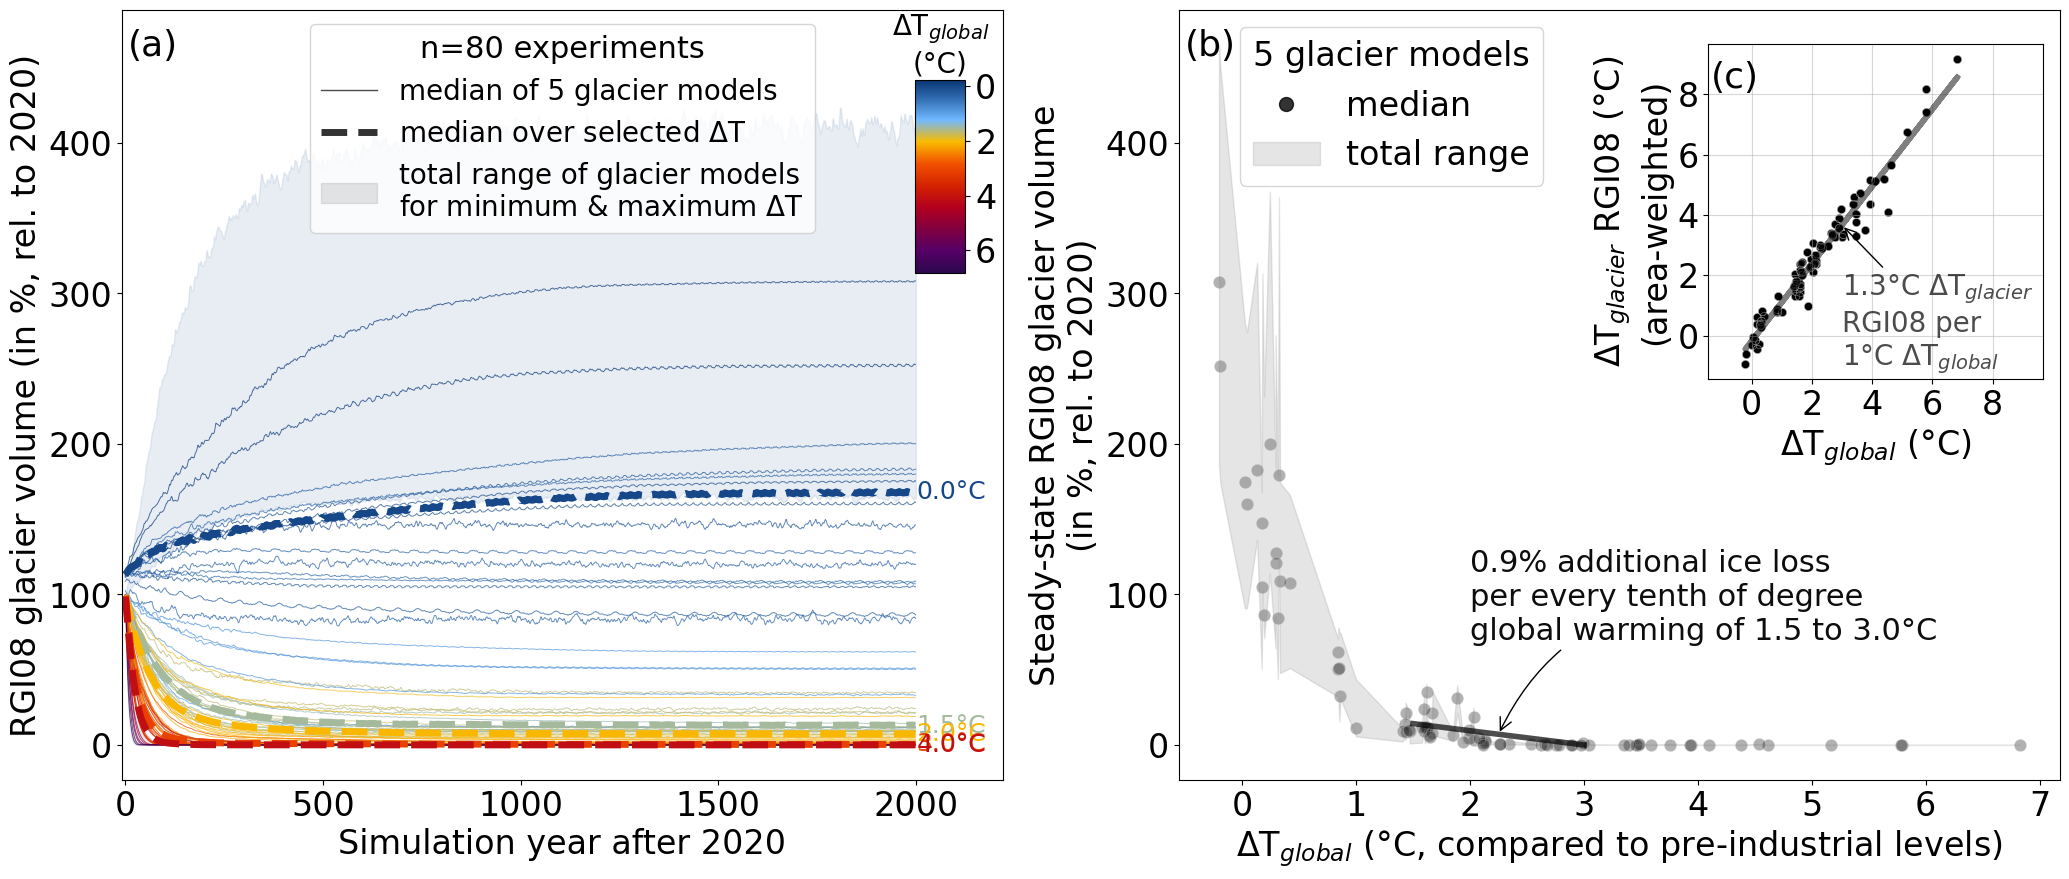 (a)
n=80 experiments
median of 5 glacier models
median over selected ΔT
total range of glacier models
for minimum & maximum ΔT
ΔTglobal
(°C)
0
2
4
6
RGI08 glacier volume (in %, rel. to 2020)
400
300
200
100
0
0.0°C
1.5°C
4.0°C
0
500
1000
1500
2000
Simulation year after 2020
(b)
5 glacier models
median
total range
Steady-state RGI08 glacier volume
(in %, rel. to 2020)
400
300
200
100
0
0.9% additional ice loss
per every tenth of degree
global warming of 1.5 to 3.0°C
0
1
2
3
4
5
6
7
ΔTglobal (°C, compared to pre-industrial levels)
(c)
ΔTglacier RGI08 (°C)
(area-weighted)
8
6
4
2
0
1.3°C ΔTglacier
RGI08 per
1°C ΔTglobal
0
2
4
6
8
ΔTglobal (°C)